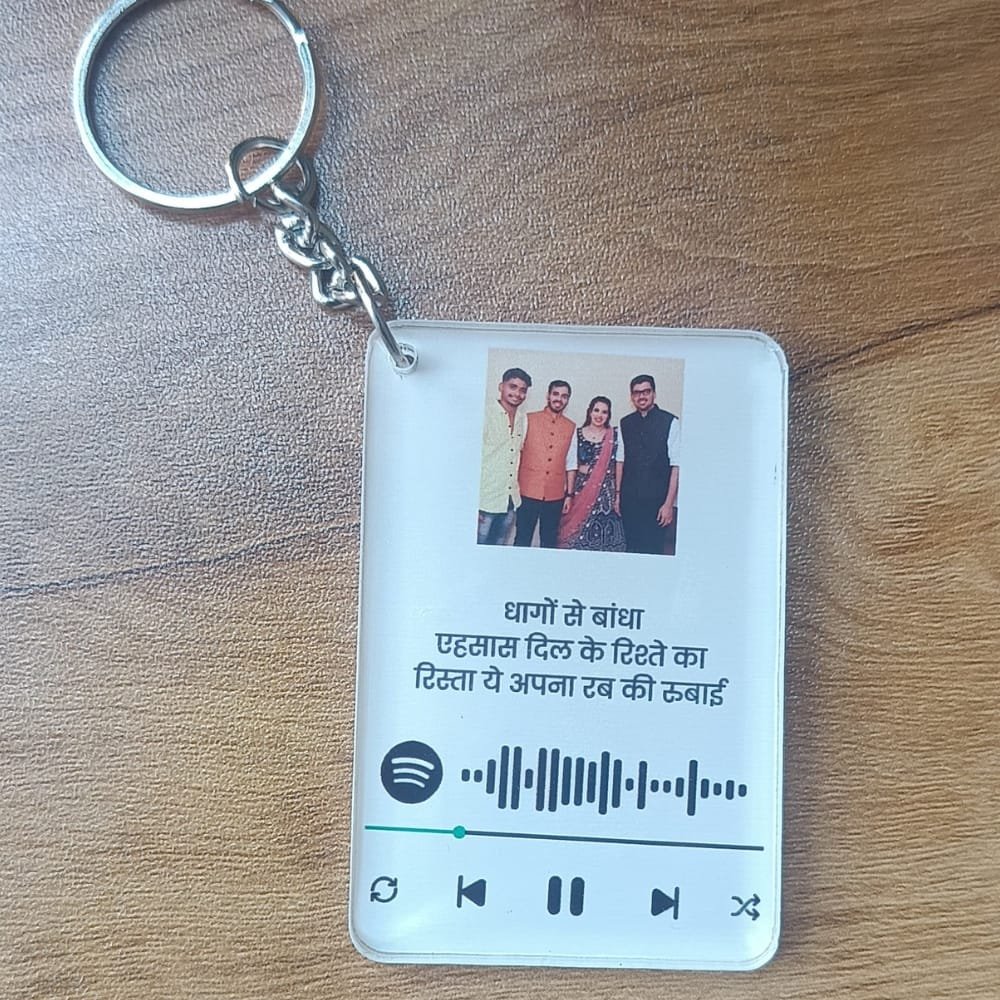 धागों से बांधा
एहसास दिल के रिश्ते का
रिस्ता ये अपना रब की रुबाई